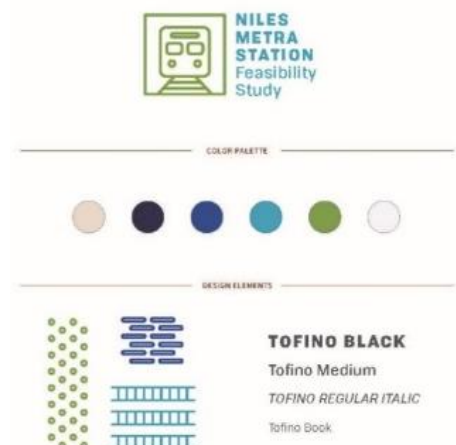 NILES
METRA
STATION
Feasibility
Study
COLOR PALETTE
DESIGN ELEMENTS
TOFINO BLACK
Tofino Medium
TOFINO REGULAR ITALIC
Tofino Book